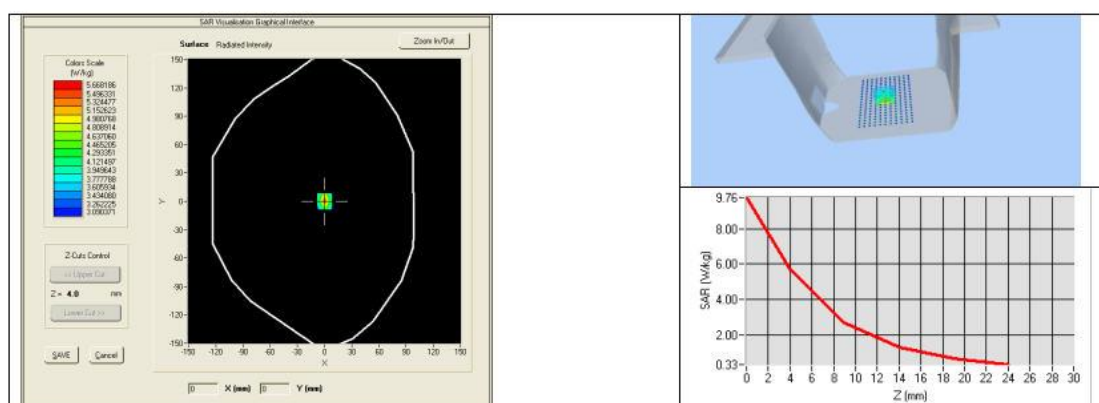 SAR Visualisation Graphical Interface
Surface Radiated Intensity
Zoom In/Out
Colors Scale
(W/kg)
5.668186
5.496331
5.324477
5.152623
4.980768
4.808914
4.637060
4.465205
4.293351
4.121497
3.949643
3.777788
3.605934
3.434080
3.262225
3.090371
Z-Cuts Control
<< Upper Cut
Z = 4.0 mm
Lower Cut >>
SAVE Cancel
150
120
90
60
30
0
-30
-60
-90
-120
-150
Y
-150 -120 -90 -60 -30 0 30 60 90 120 150
X
0 X (mm) 0 Y (mm)
9.76
8.00
6.00
4.00
2.00
0.33
SAR (W/kg)
0 2 4 6 8 10 12 14 16 18 20 22 24 26 28 30
Z (mm)